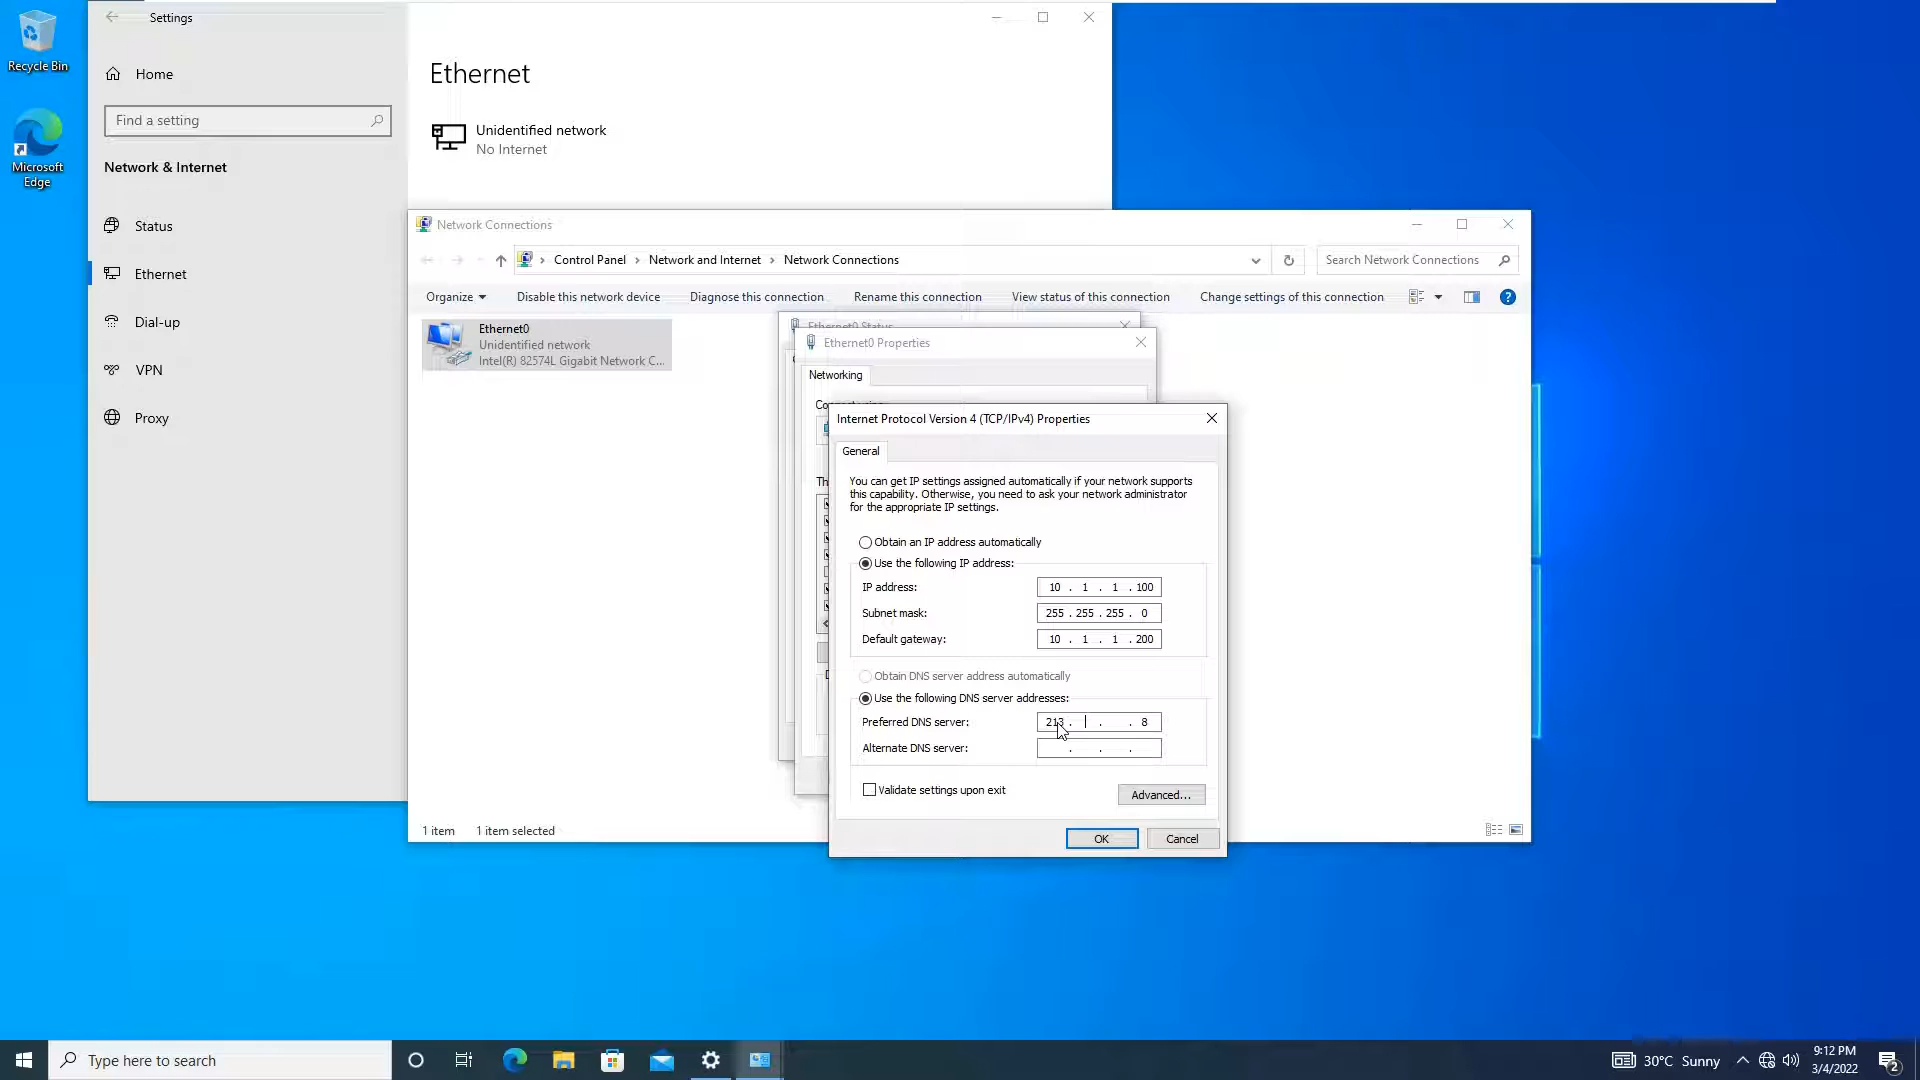 Recycle Bin
Microsoft
Edge
Settings
Home
Find a setting
Network & Internet
Status
Ethernet
Dial-up
VPN
Proxy
Ethernet
Unidentified network
No Internet
Network Connections
Control Panel > Network and Internet > Network Connections
Search Network Connections
Organize
Disable this network device
Diagnose this connection
Rename this connection
View status of this connection
Change settings of this connection
Ethernet0
Unidentified network
Intel(R) 82574L Gigabit Network C...
Ethernet0 Status
Ethernet0 Properties
Networking
Internet Protocol Version 4 (TCP/IPv4) Properties
General
You can get IP settings assigned automatically if your network supports
this capability. Otherwise, you need to ask your network administrator
for the appropriate IP settings.
Obtain an IP address automatically
Use the following IP address:
IP address: 10 . 1 . 1 . 100
Subnet mask: 255 . 255 . 255 . 0
Default gateway: 10 . 1 . 1 . 200
Obtain DNS server address automatically
Use the following DNS server addresses:
Preferred DNS server: 213 . . . 8
Alternate DNS server: . . .
Validate settings upon exit
Advanced...
OK
Cancel
1 item
1 item selected
Type here to search
30°C Sunny
9:12 PM
3/4/2022
2